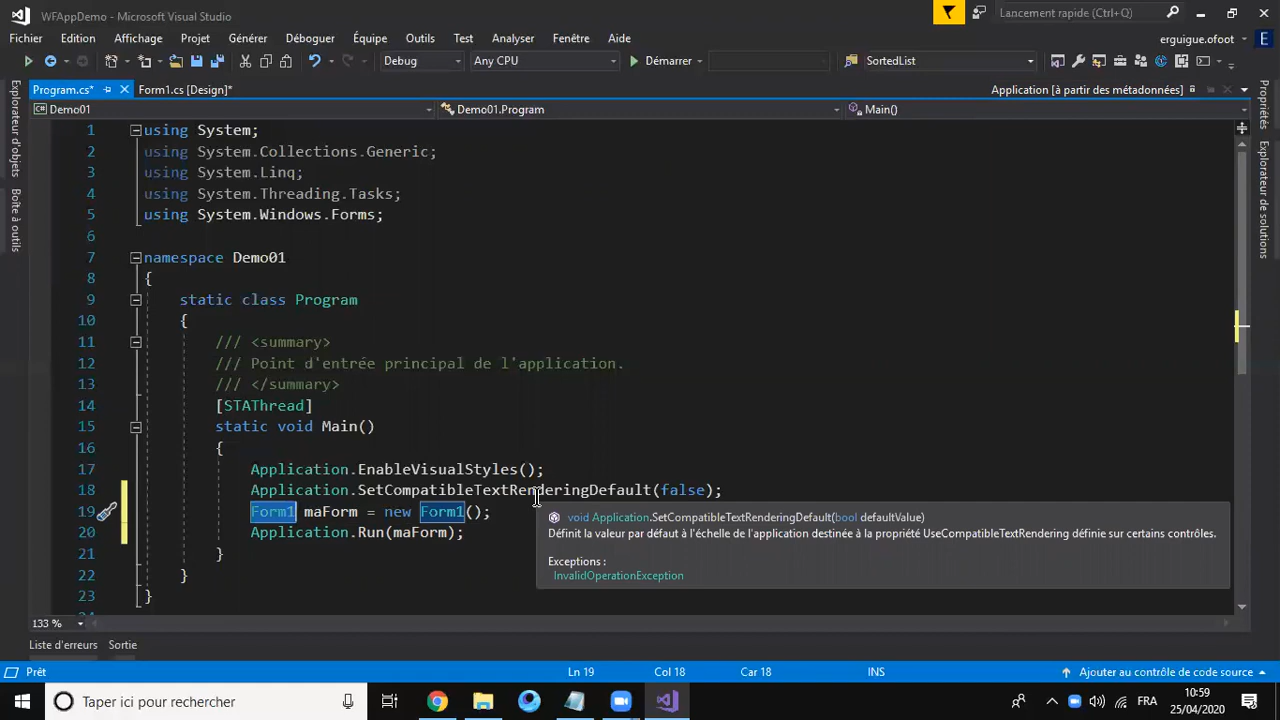 WFAppDemo - Microsoft Visual Studio
Lancement rapide (Ctrl+Q)
Fichier Edition Affichage Projet Générer Déboguer Équipe Outils Test Analyser Fenêtre Aide
erguigue.ofoot E
Debug Any CPU Démarrer SortedList
Program.cs* Form1.cs [Design]* Application [à partir des métadonnées]
Demo01 Demo01.Program Main()
Explorateur d'objets
Boîte à outils
Propriétés
Explorateur de solutions
1 using System;
2 using System.Collections.Generic;
3 using System.Linq;
4 using System.Threading.Tasks;
5 using System.Windows.Forms;
6
7 namespace Demo01
8 {
9 static class Program
10 {
11 /// <summary>
12 /// Point d'entrée principal de l'application.
13 /// </summary>
14 [STAThread]
15 static void Main()
16 {
17 Application.EnableVisualStyles();
18 Application.SetCompatibleTextRenderingDefault(false);
19 Form1 maForm = new Form1();
20 Application.Run(maForm);
21 }
22 }
23 }
void Application.SetCompatibleTextRenderingDefault(bool defaultValue)
Définit la valeur par défaut à l'échelle de l'application destinée à la propriété UseCompatibleTextRendering définie sur certains contrôles.
Exceptions :
InvalidOperationException
133 %
Liste d'erreurs Sortie
Prêt Ln 19 Col 18 Car 18 INS Ajouter au contrôle de code source
Taper ici pour rechercher FRA 10:59
25/04/2020